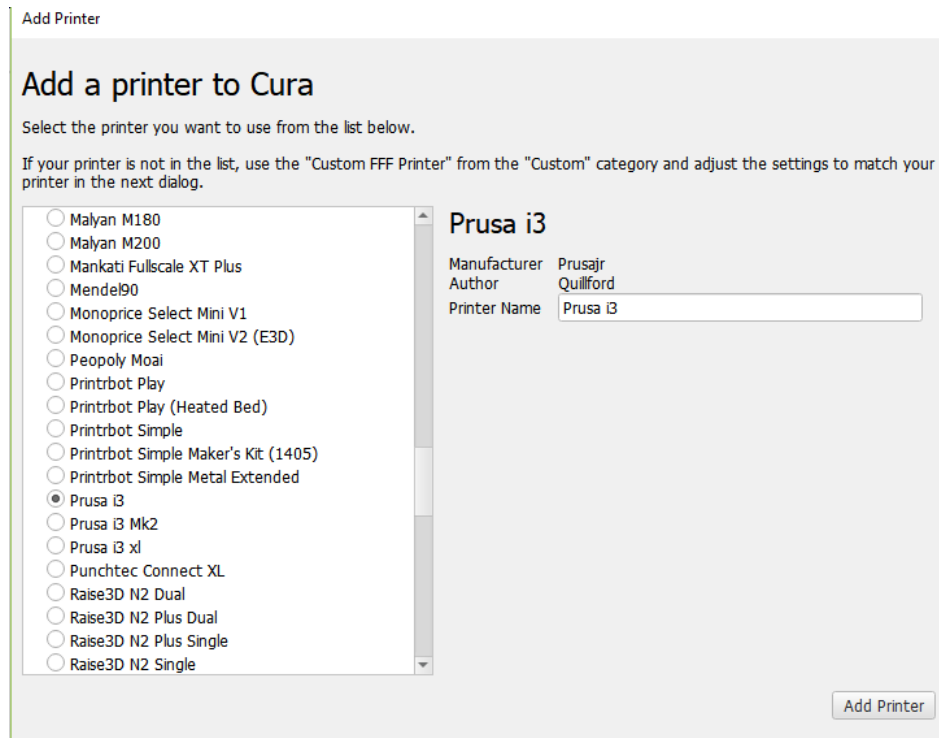 Add Printer
Add a printer to Cura
Select the printer you want to use from the list below.
If your printer is not in the list, use the "Custom FFF Printer" from the "Custom" category and adjust the settings to match your
printer in the next dialog.
Malyan M180
Malyan M200
Mankati Fullscale XT Plus
Mendel90
Monoprice Select Mini V1
Monoprice Select Mini V2 (E3D)
Peopoly Moai
Printrbot Play
Printrbot Play (Heated Bed)
Printrbot Simple
Printrbot Simple Maker's Kit (1405)
Printrbot Simple Metal Extended
Prusa i3
Prusa i3 Mk2
Prusa i3 xl
Punchtec Connect XL
Raise3D N2 Dual
Raise3D N2 Plus Dual
Raise3D N2 Plus Single
Raise3D N2 Single
Prusa i3
Manufacturer Prusajr
Author Quillford
Printer Name Prusa i3
Add Printer